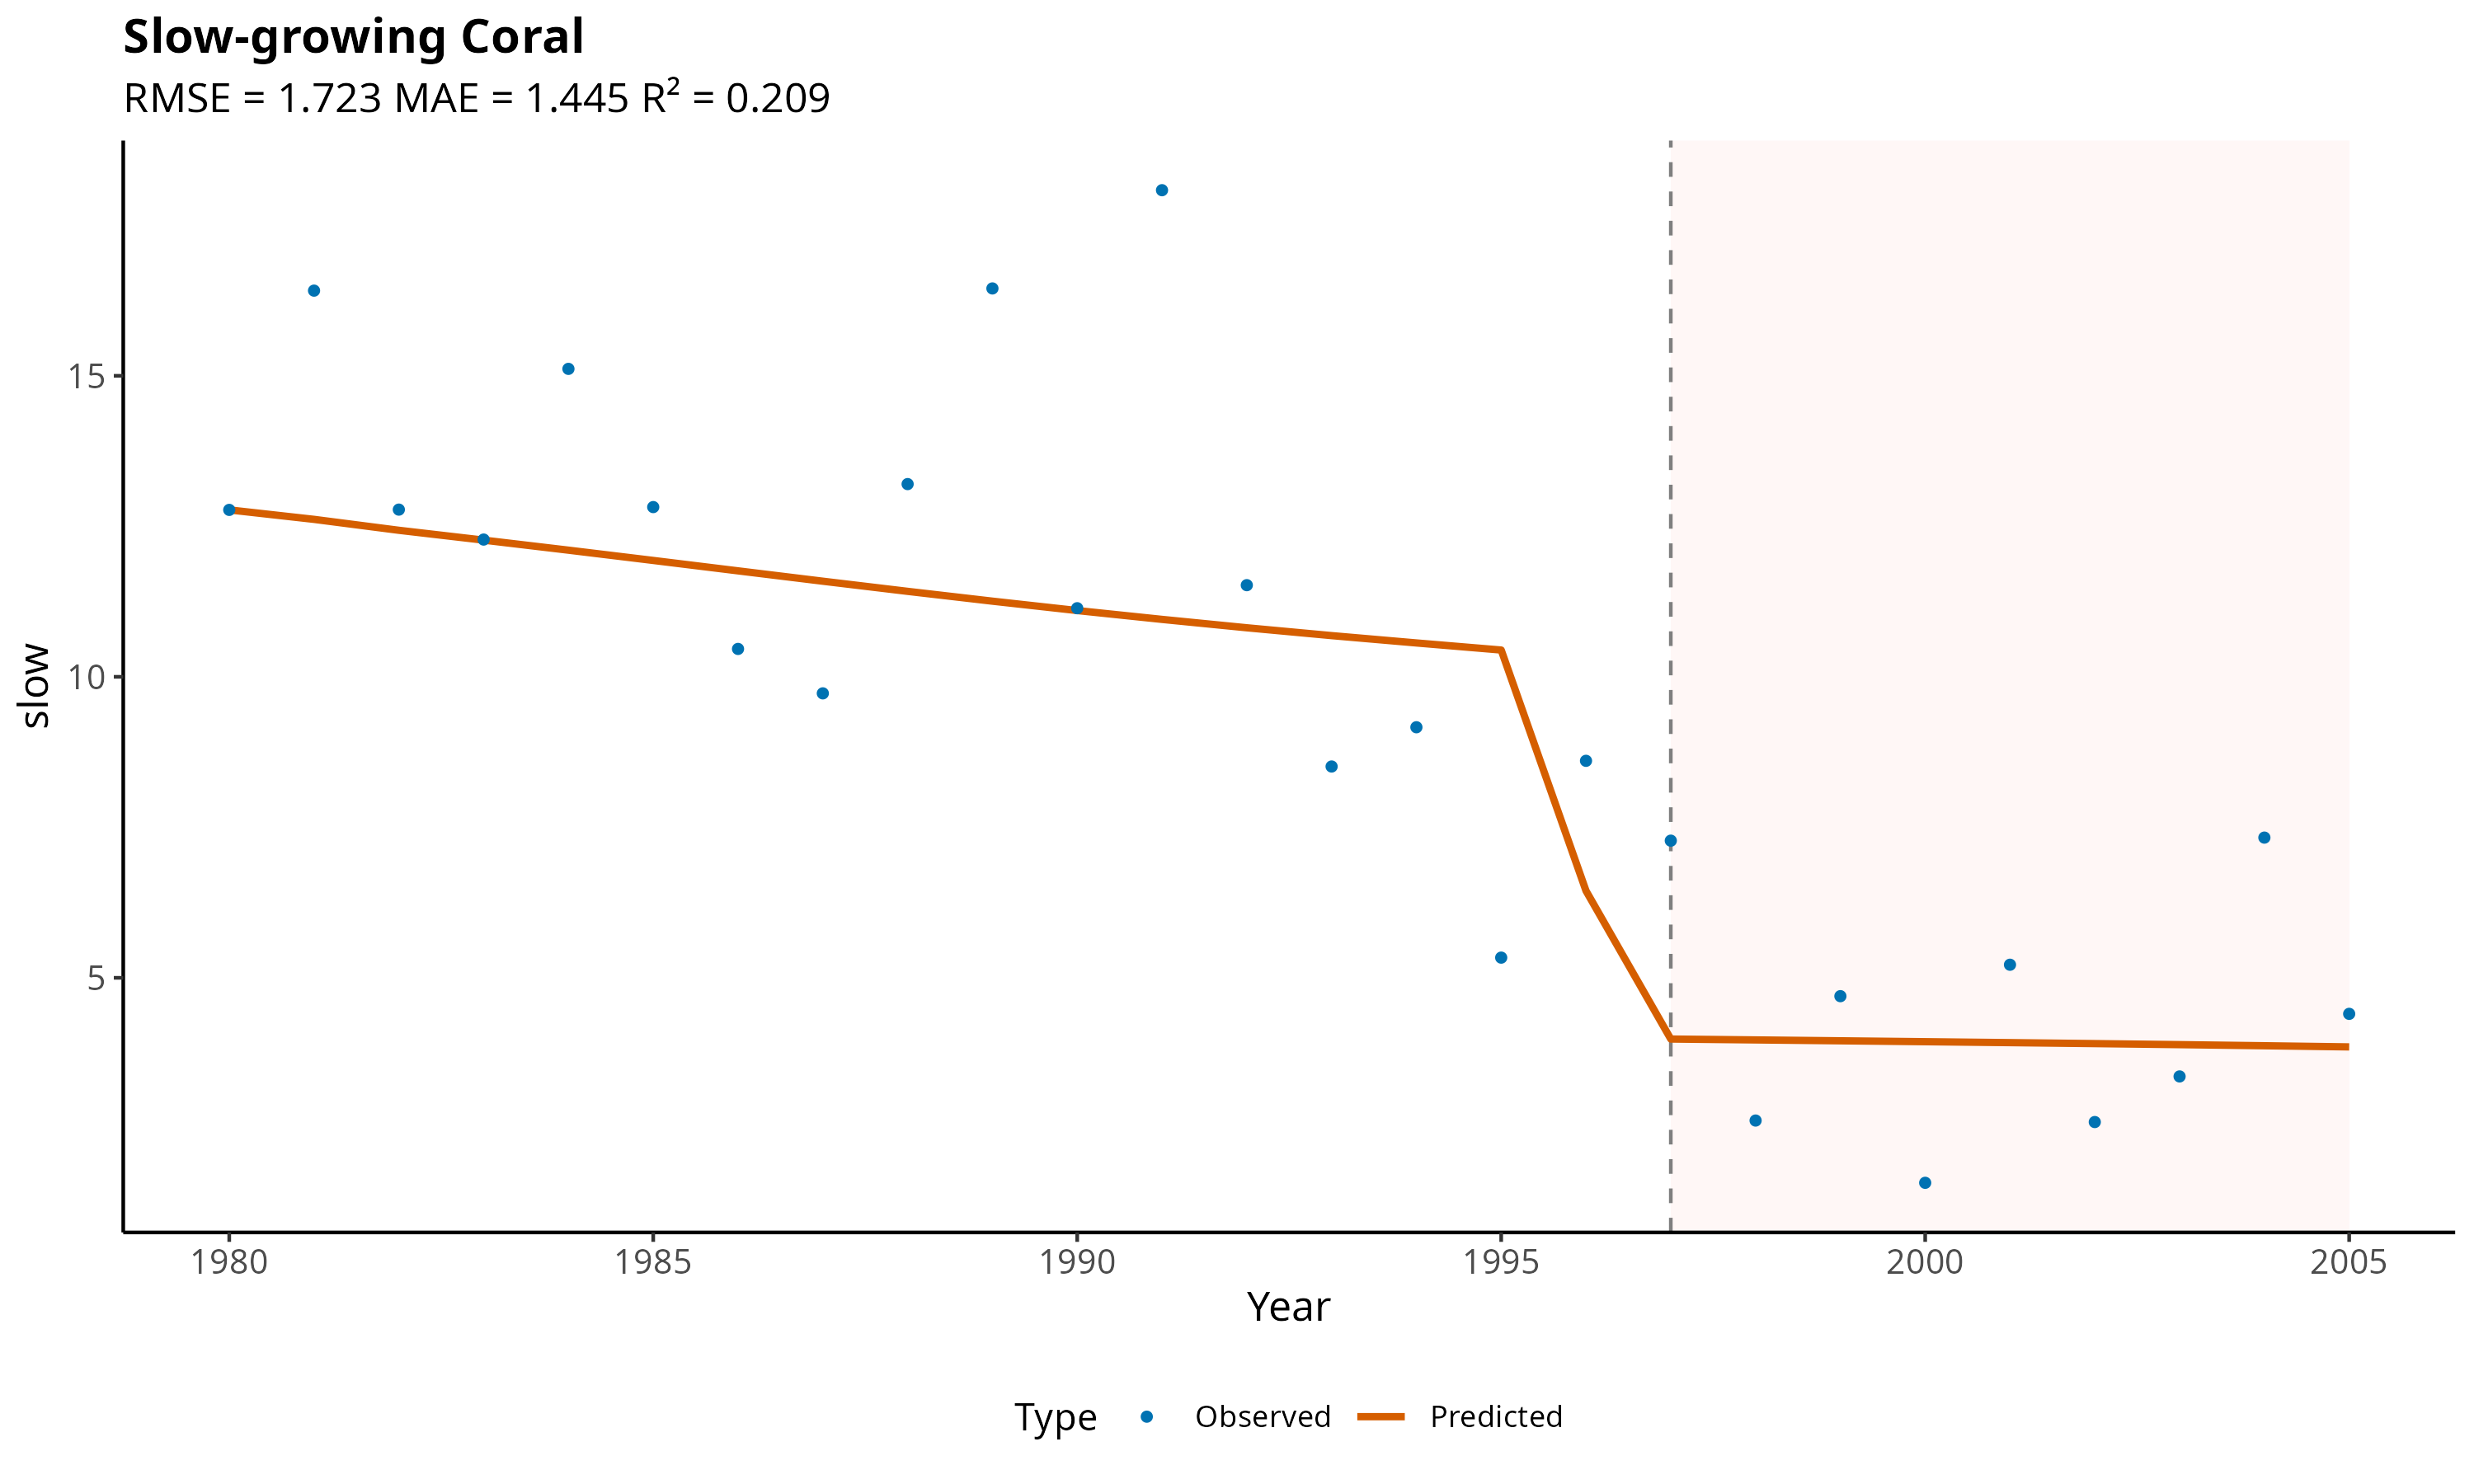 Slow-growing Coral
RMSE = 1.723 MAE = 1.445 R² = 0.209
slow
15
10
5
1980 1985 1990 1995 2000 2005
Year
Type Observed Predicted